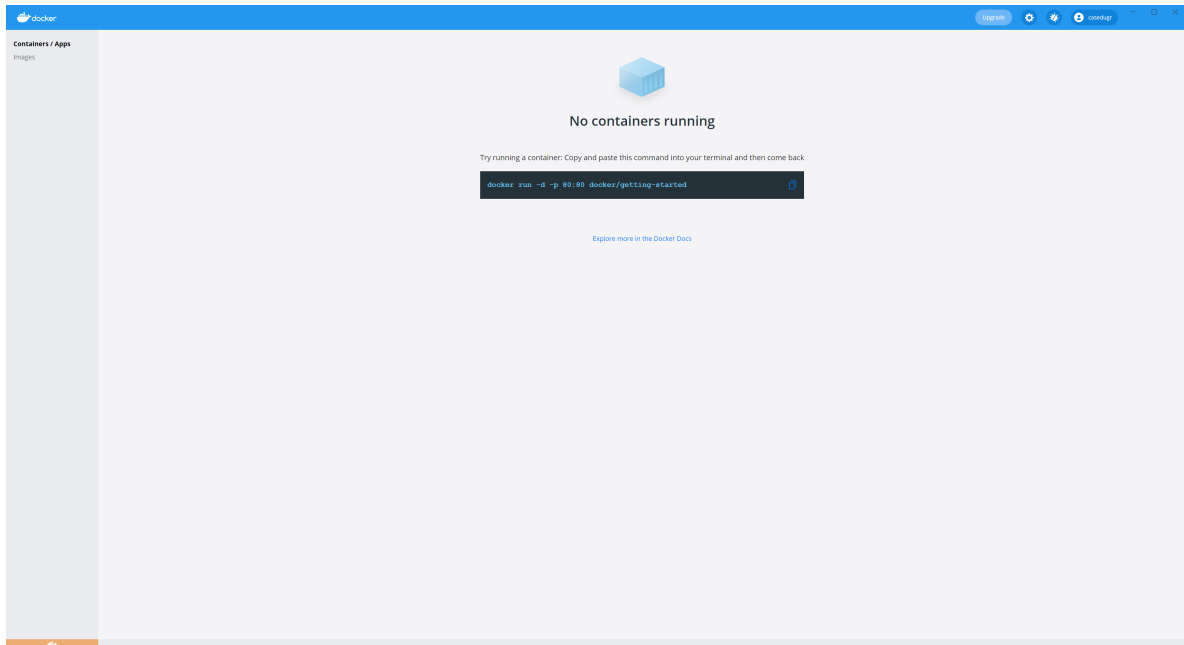 docker
Upgrade
casedugr
Containers / Apps
Images
No containers running
Try running a container: Copy and paste this command into your terminal and then come back
docker run -d -p 80:80 docker/getting-started
Explore more in the Docker Docs